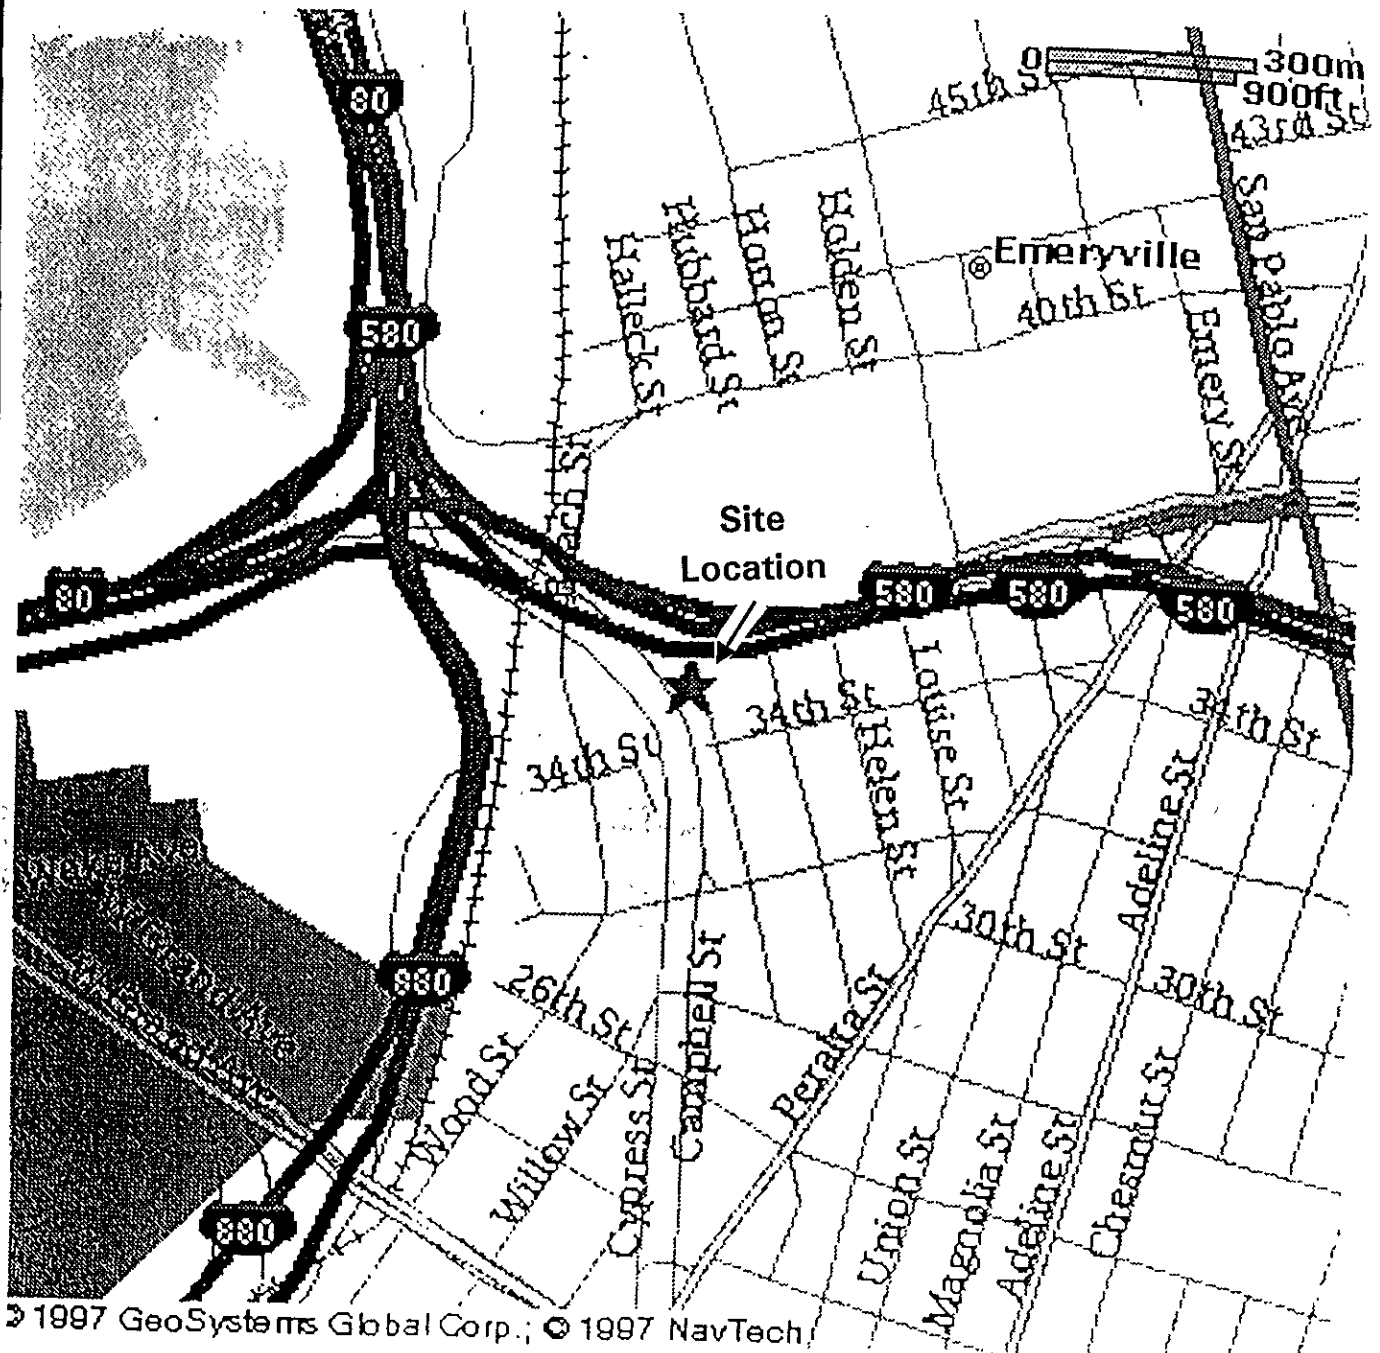 80
0
300m
900ft
45th S
43rd St
San Pablo Ave
Holden St
Hubbard St
Horton St
Halleck St
Emeryville
40th St
Emery St
580
Site
Location
80
580
580
580
34th St
Louise St
34th St
34th St
Helen St
Adeline St
30th St
30th St
880
26th St
Campbell St
Peralta St
Wood St
Willow St
Cypress St
Union St
Magnolia St
Adeline St
Chestnut St
880
© 1997 GeoSystems Global Corp.; © 1997 NavTech